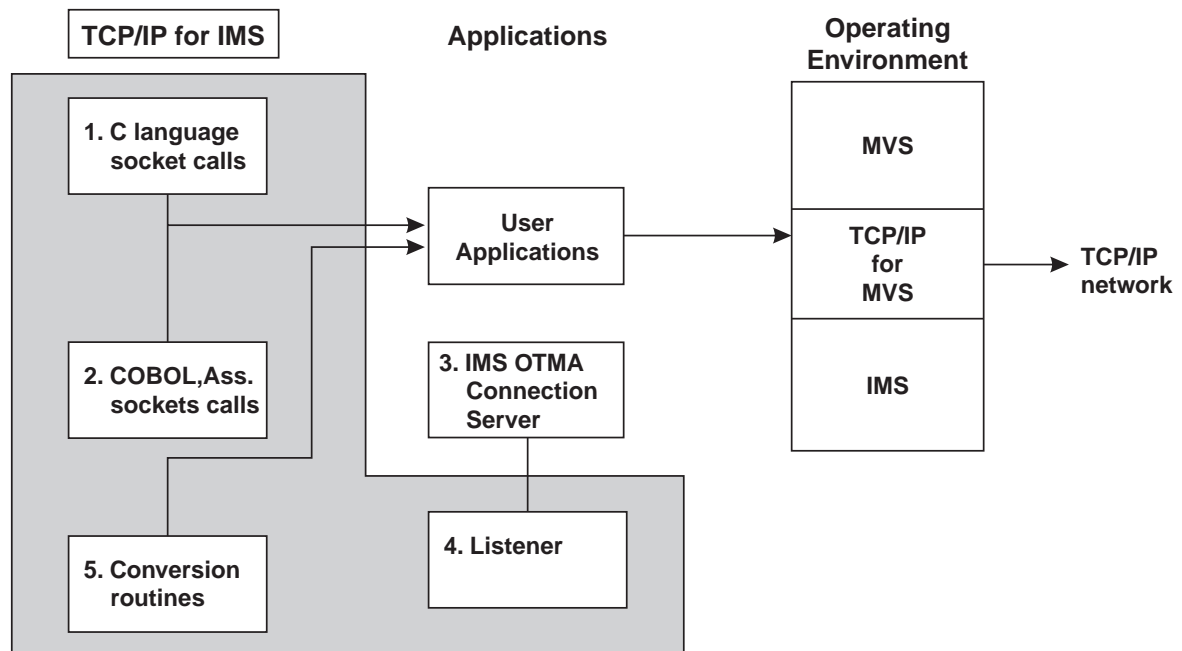 TCP/IP for IMS
Applications
Operating
Environment
1. C language
socket calls
2. COBOL,Ass.
sockets calls
5. Conversion
routines
User
Applications
3. IMS OTMA
Connection
Server
4. Listener
MVS
TCP/IP
for
MVS
IMS
TCP/IP
network